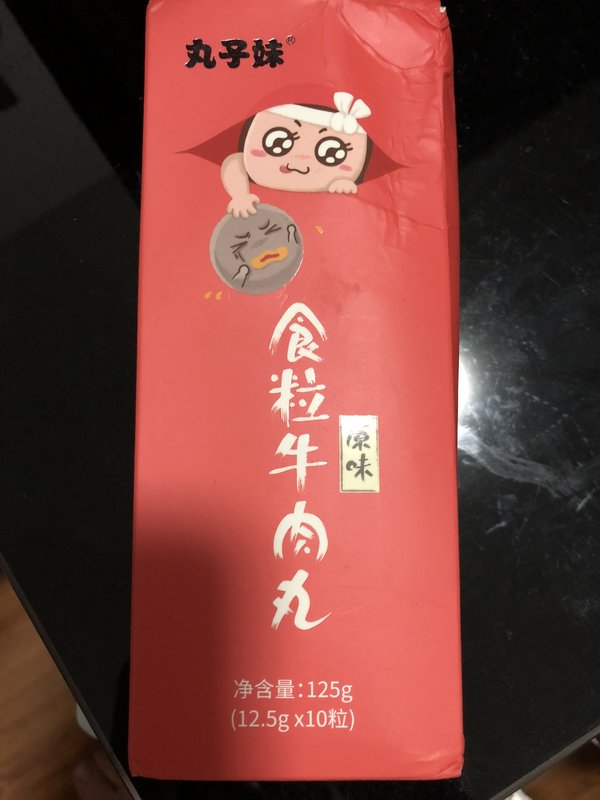 丸子妹®
食粒牛肉丸
原味
净含量:125g
(12.5g x10粒)